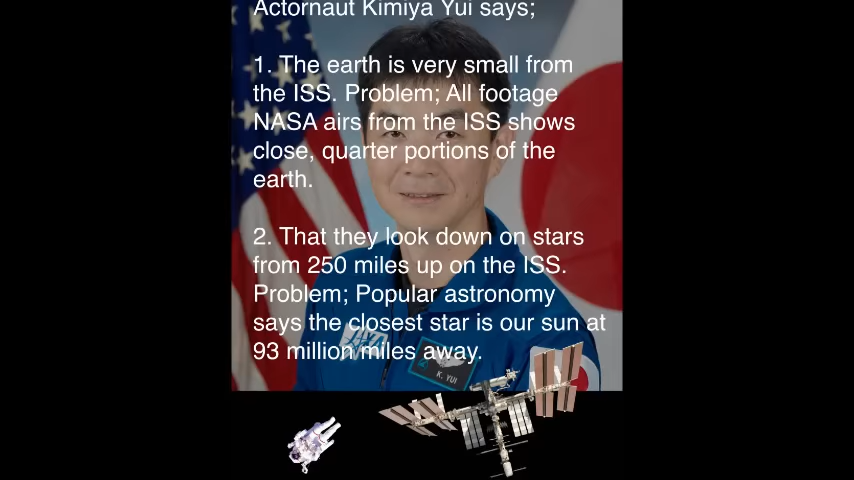 Actornaut Kimiya Yui says;
1. The earth is very small from
the ISS. Problem; All footage
NASA airs from the ISS shows
close, quarter portions of the
earth.
2. That they look down on stars
from 250 miles up on the ISS.
Problem; Popular astronomy
says the closest star is our sun at
93 million miles away.
K. YUI